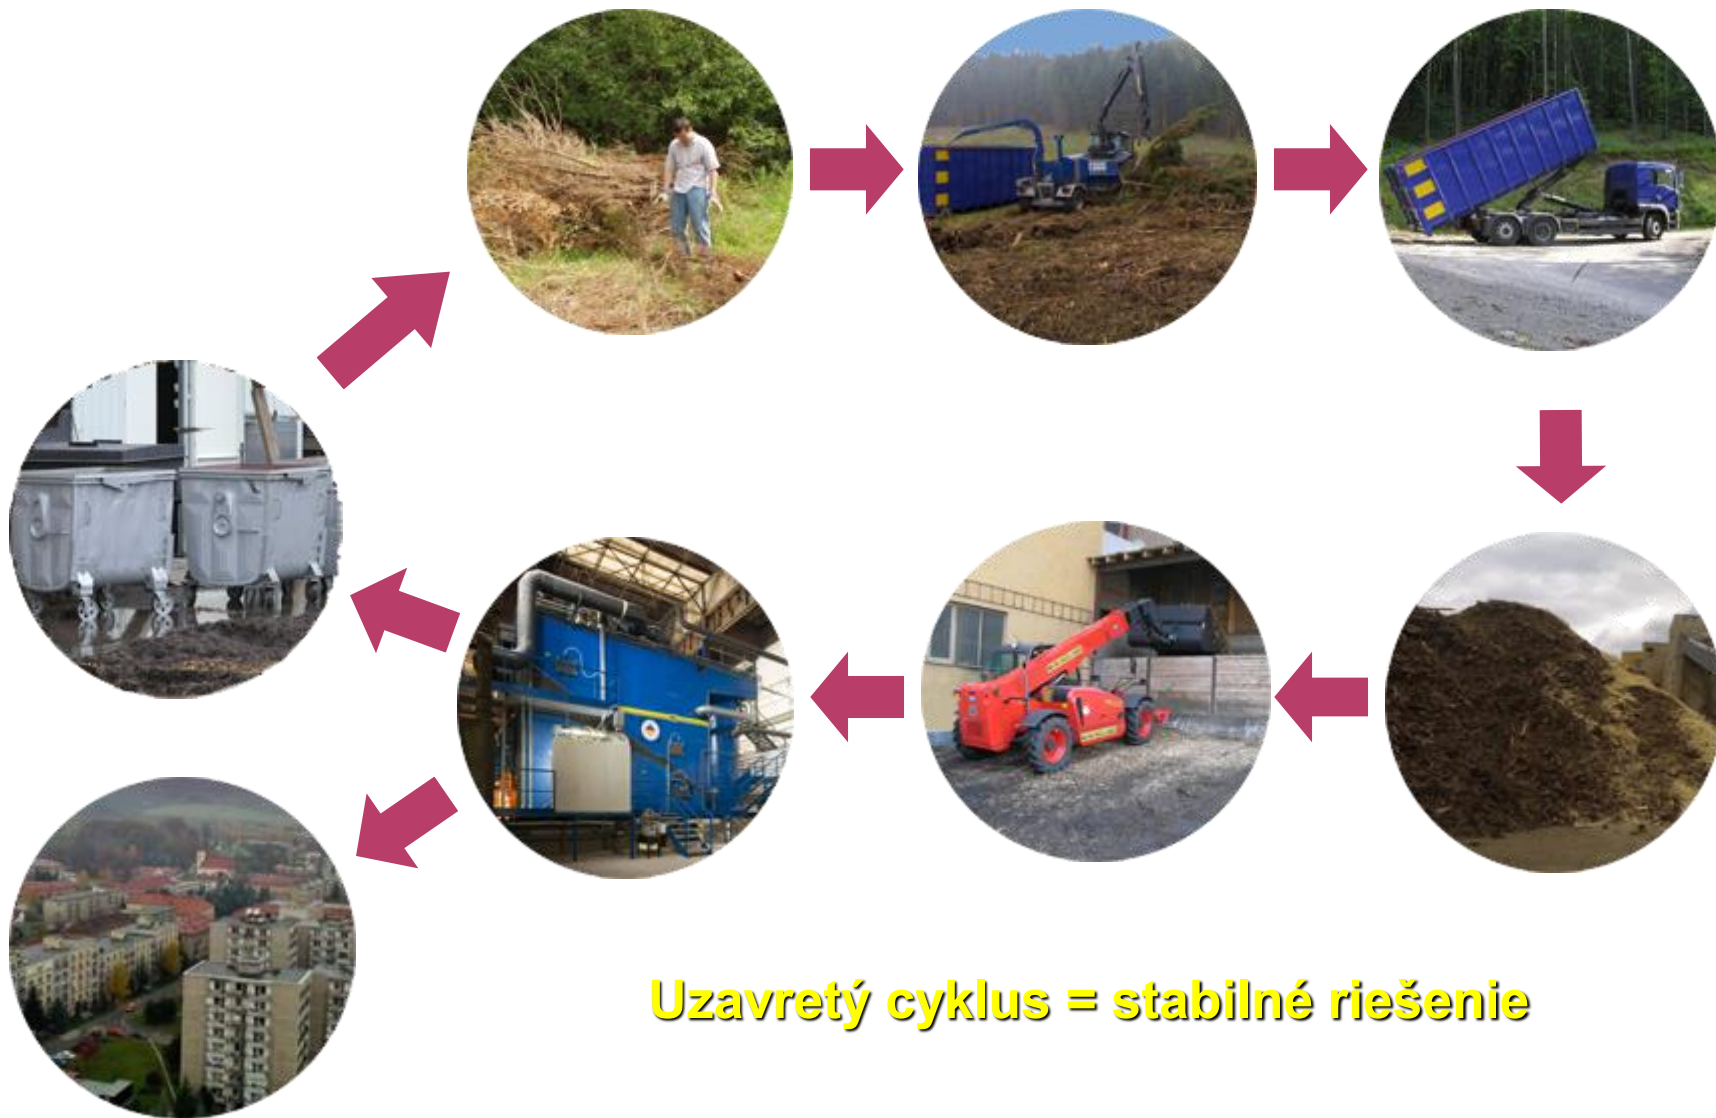 Uzavretý cyklus = stabilné riešenie